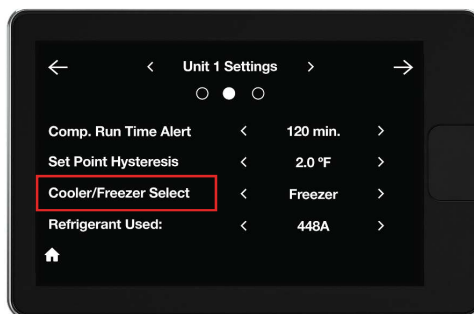 Unit 1 Settings
Comp. Run Time Alert < 120 min. >
Set Point Hysteresis < 2.0 ºF >
Cooler/Freezer Select < Freezer >
Refrigerant Used: < 448A >